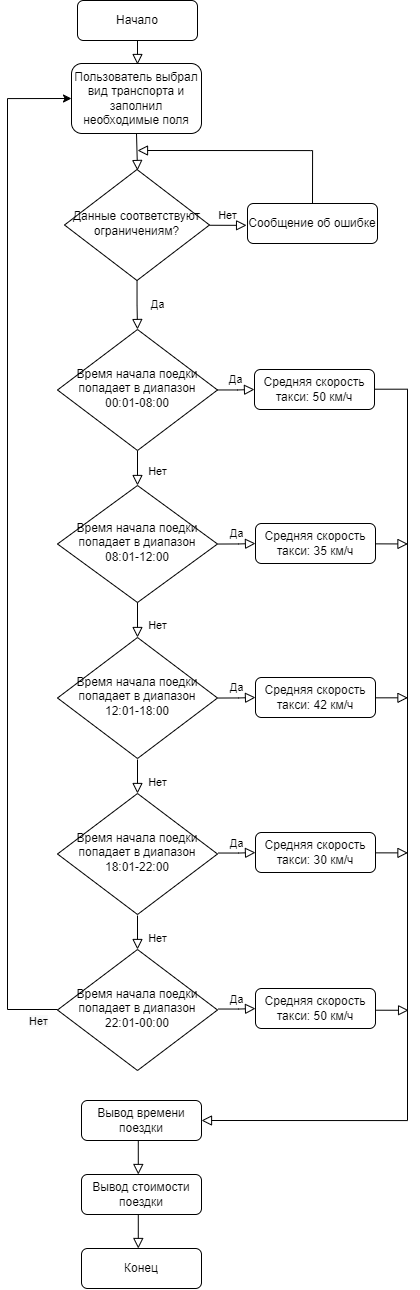 Начало
Пользователь выбрал
вид транспорта и
заполнил
необходимые поля
Данные соответствуют
ограничениям?
Нет
Сообщение об ошибке
Да
Время начала поедки
попадает в диапазон
00:01-08:00
Да
Средняя скорость
такси: 50 км/ч
Нет
Время начала поедки
попадает в диапазон
08:01-12:00
Да
Средняя скорость
такси: 35 км/ч
Нет
Время начала поедки
попадает в диапазон
12:01-18:00
Да
Средняя скорость
такси: 42 км/ч
Нет
Время начала поедки
попадает в диапазон
18:01-22:00
Да
Средняя скорость
такси: 30 км/ч
Нет
Время начала поедки
попадает в диапазон
22:01-00:00
Да
Средняя скорость
такси: 50 км/ч
Нет
Вывод времени
поездки
Вывод стоимости
поездки
Конец